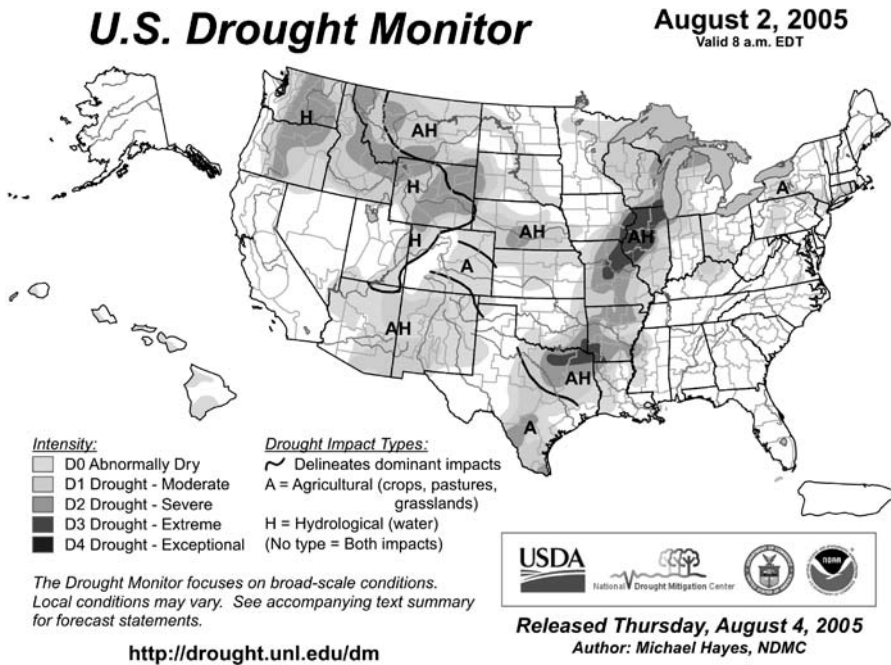 U.S. Drought Monitor
August 2, 2005
Valid 8 a.m. EDT
H
AH
H
AH
AH
A
H
A
AH
AH
A
Intensity:
D0 Abnormally Dry
D1 Drought - Moderate
D2 Drought - Severe
D3 Drought - Extreme
D4 Drought - Exceptional
Drought Impact Types:
Delineates dominant impacts
A = Agricultural (crops, pastures,
grasslands)
H = Hydrological (water)
(No type = Both impacts)
The Drought Monitor focuses on broad-scale conditions.
Local conditions may vary. See accompanying text summary
for forecast statements.
http://drought.unl.edu/dm
USDA
National Drought Mitigation Center
NOAA
Released Thursday, August 4, 2005
Author: Michael Hayes, NDMC